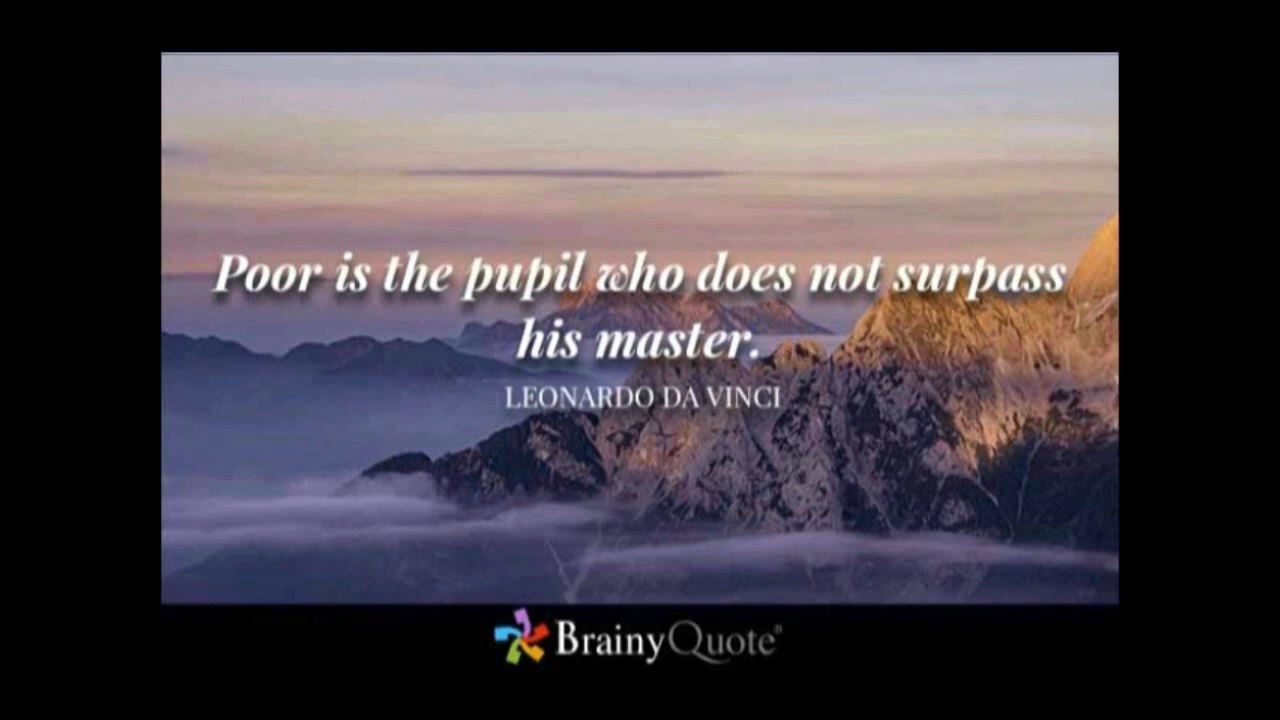 Poor is the pupil who does not surpass
his master.
LEONARDO DA VINCI
BrainyQuote®